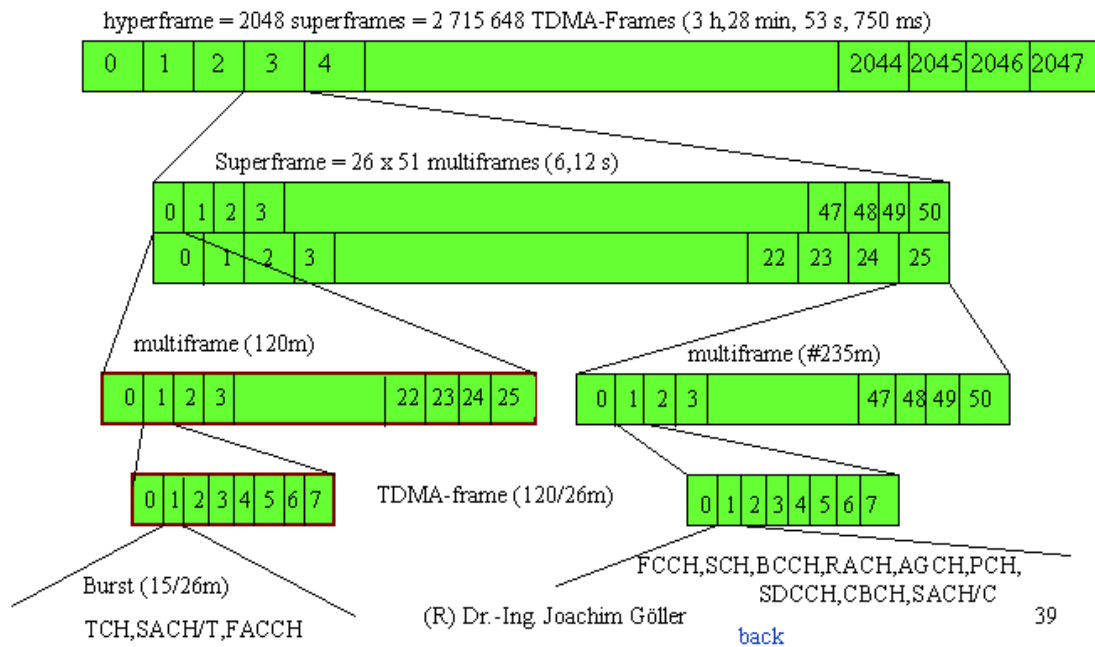 hyperframe = 2048 superframes = 2 715 648 TDMA-Frames (3 h,28 min, 53 s, 750 ms)
0 1 2 3 4 2044 2045 2046 2047
Superframe = 26 x 51 multiframes (6,12 s)
0 1 2 3 47 48 49 50
0 1 2 3 22 23 24 25
multiframe (120m)
multiframe (#235m)
0 1 2 3 22 23 24 25
0 1 2 3 47 48 49 50
0 1 2 3 4 5 6 7
TDMA-frame (120/26m)
0 1 2 3 4 5 6 7
Burst (15/26m)
TCH,SACH/T,FACCH
FCCH,SCH,BCCH,RACH,AGCH,PCH,
SDCCH,CBCH,SACH/C
(R) Dr.-Ing. Joachim Göller
39
back